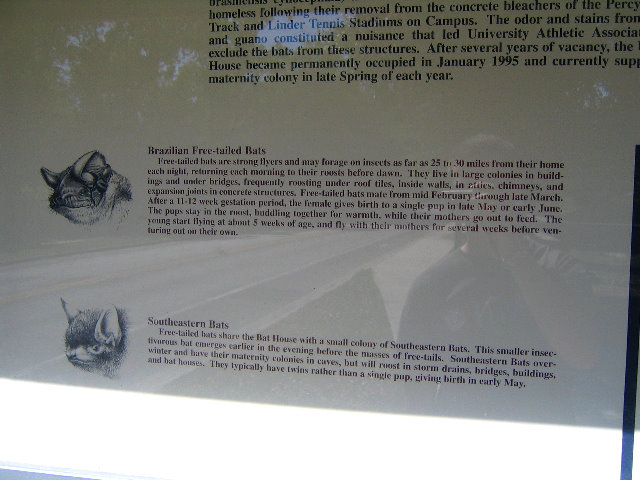 homeless following their removal from the concrete bleachers of the Percy
Track and Linder Tennis Stadiums on Campus. The odor and stains from
and guano constituted a nuisance that led University Athletic Associa
exclude the bats from these structures. After several years of vacancy, the
House became permanently occupied in January 1995 and currently sup
maternity colony in late Spring of each year.
Brazilian Free-tailed Bats
Free-tailed bats are strong flyers and may forage on insects as far as 25 to 30 miles from their home
each night, returning each morning to their roosts before dawn. They live in large colonies in build-
ings and under bridges, frequently roosting under roof tiles, inside walls, in attics, chimneys, and
expansion joints in concrete structures. Free-tailed bats mate from mid February through late March.
After a 11-12 week gestation period, the female gives birth to a single pup in late May or early June.
The pups stay in the roost, huddling together for warmth, while their mothers go out to feed. The
young start flying at about 5 weeks of age, and fly with their mothers for several weeks before ven-
turing out on their own.
Southeastern Bats
Free-tailed bats share the Bat House with a small colony of Southeastern Bats. This smaller insec-
tivorous bat emerges earlier in the evening before the masses of free-tails. Southeastern Bats over-
winter and have their maternity colonies in caves, but will roost in storm drains, bridges, buildings,
and bat houses. They typically have twins rather than a single pup, giving birth in early May.